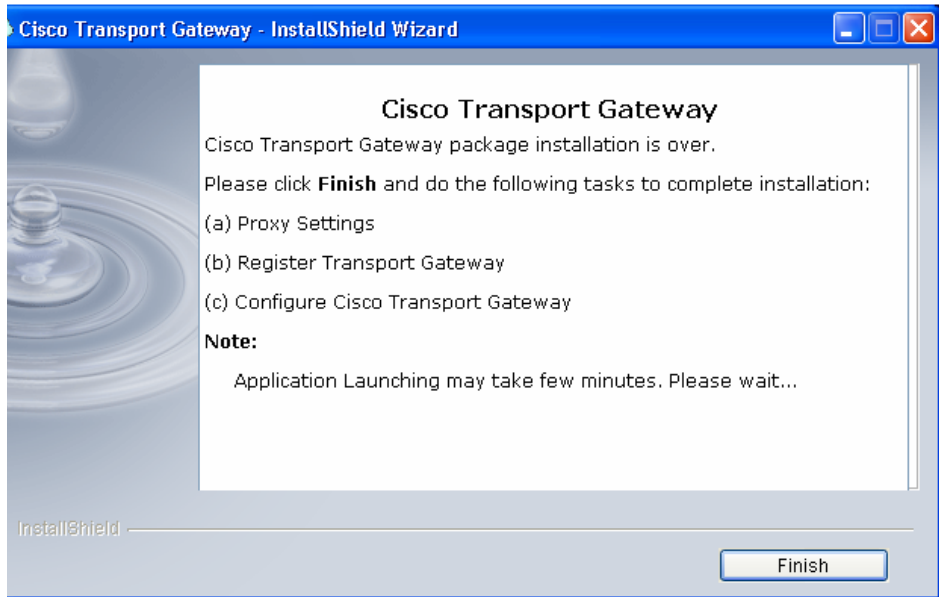 Cisco Transport Gateway - InstallShield Wizard
Cisco Transport Gateway
Cisco Transport Gateway package installation is over.
Please click Finish and do the following tasks to complete installation:
(a) Proxy Settings
(b) Register Transport Gateway
(c) Configure Cisco Transport Gateway
Note:
Application Launching may take few minutes. Please wait...
InstallShield
Finish